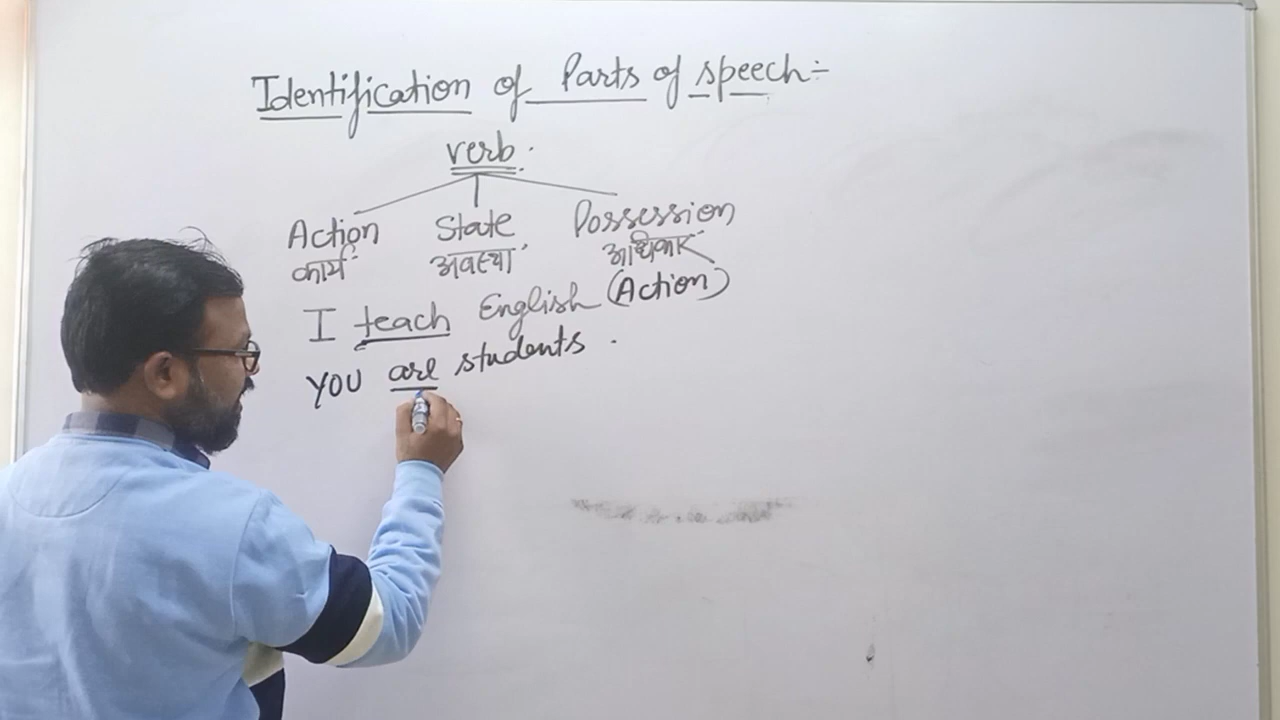 Identification of Parts of speech:-
verb.
Action State Possession
कार्य अवस्था अधिकार
I teach English (Action)
You are students.